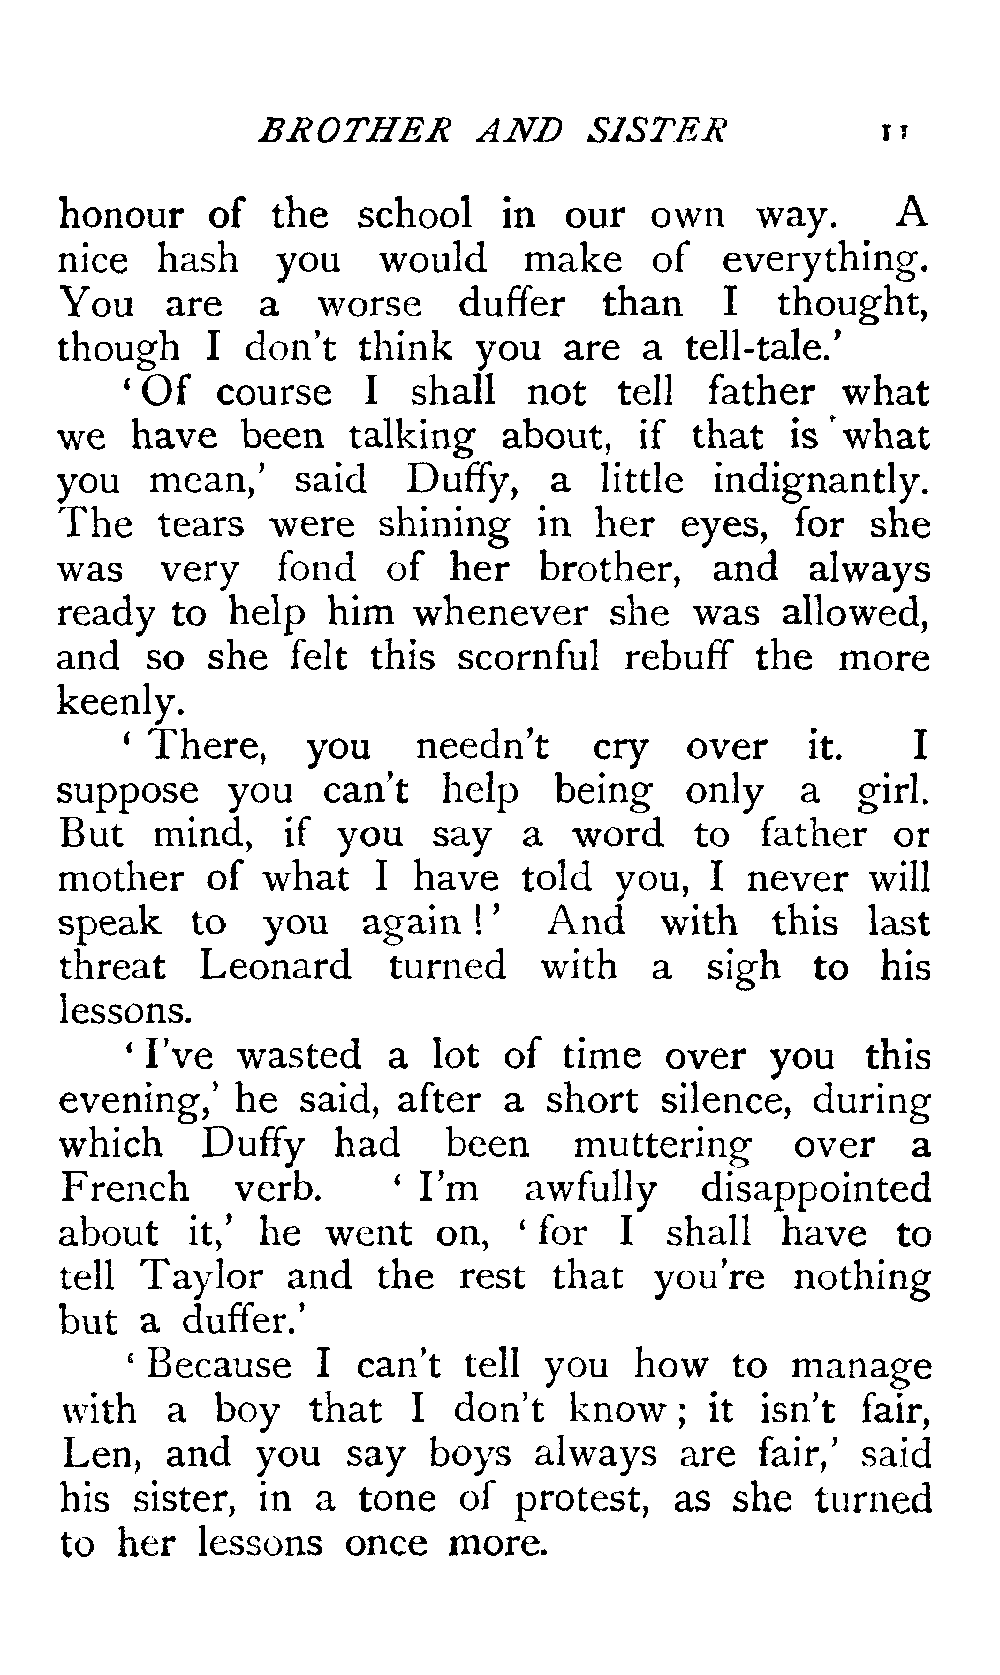 BROTHER AND SISTER 11
honour of the school in our own way. A
nice hash you would make of everything.
You are a worse duffer than I thought,
though I don't think you are a tell-tale.'
'Of course I shall not tell father what
we have been talking about, if that is what
you mean,' said Duffy, a little indignantly.
The tears were shining in her eyes, for she
was very fond of her brother, and always
ready to help him whenever she was allowed,
and so she felt this scornful rebuff the more
keenly.
' There, you needn't cry over it. I
suppose you can't help being only a girl.
But mind, if you say a word to father or
mother of what I have told you, I never will
speak to you again!' And with this last
threat Leonard turned with a sigh to his
lessons.
'I've wasted a lot of time over you this
evening,' he said, after a short silence, during
which Duffy had been muttering over a
French verb. 'I'm awfully disappointed
about it,' he went on, 'for I shall have to
tell Taylor and the rest that you're nothing
but a duffer.'
'Because I can't tell you how to manage
with a boy that I don't know; it isn't fair,
Len, and you say boys always are fair,' said
his sister, in a tone of protest, as she turned
to her lessons once more.